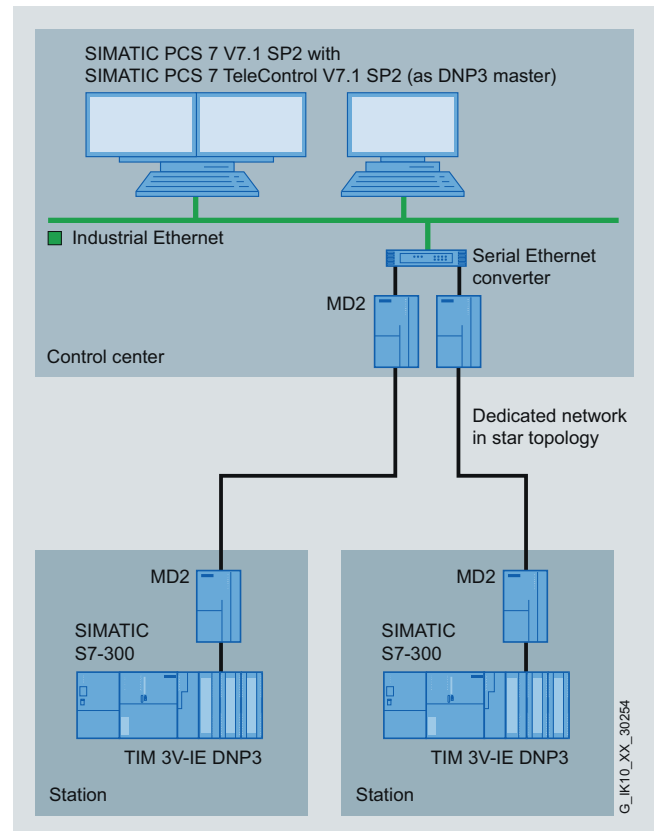 SIMATIC PCS 7 V7.1 SP2 with
SIMATIC PCS 7 TeleControl V7.1 SP2 (as DNP3 master)
Industrial Ethernet
Serial Ethernet
converter
MD2
Control center
Dedicated network
in star topology
MD2
SIMATIC
S7-300
TIM 3V-IE DNP3
Station
MD2
SIMATIC
S7-300
TIM 3V-IE DNP3
Station
G_IK10_XX_30254